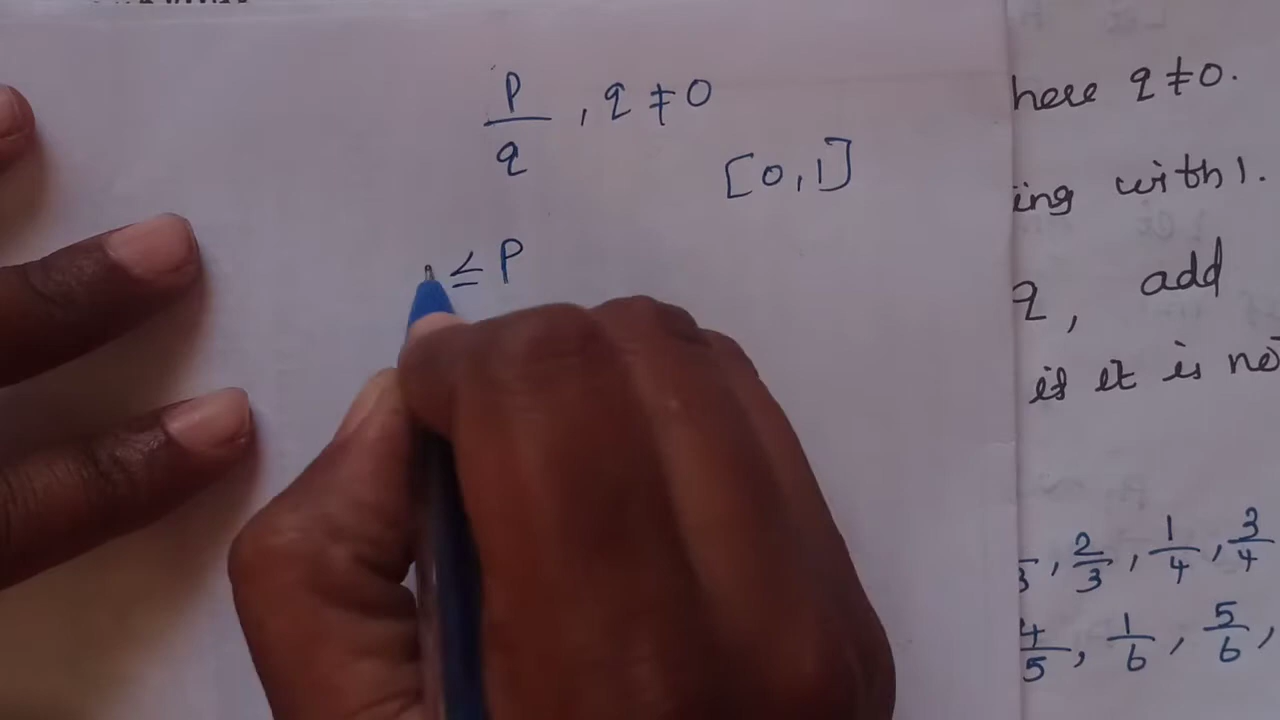 p/q , q ≠ 0
[0,1]
≤ p
here q ≠ 0.
ing with 1.
q, add
if it is no
3, 2/3, 1/4, 3/4
4/5, 1/6, 5/6,